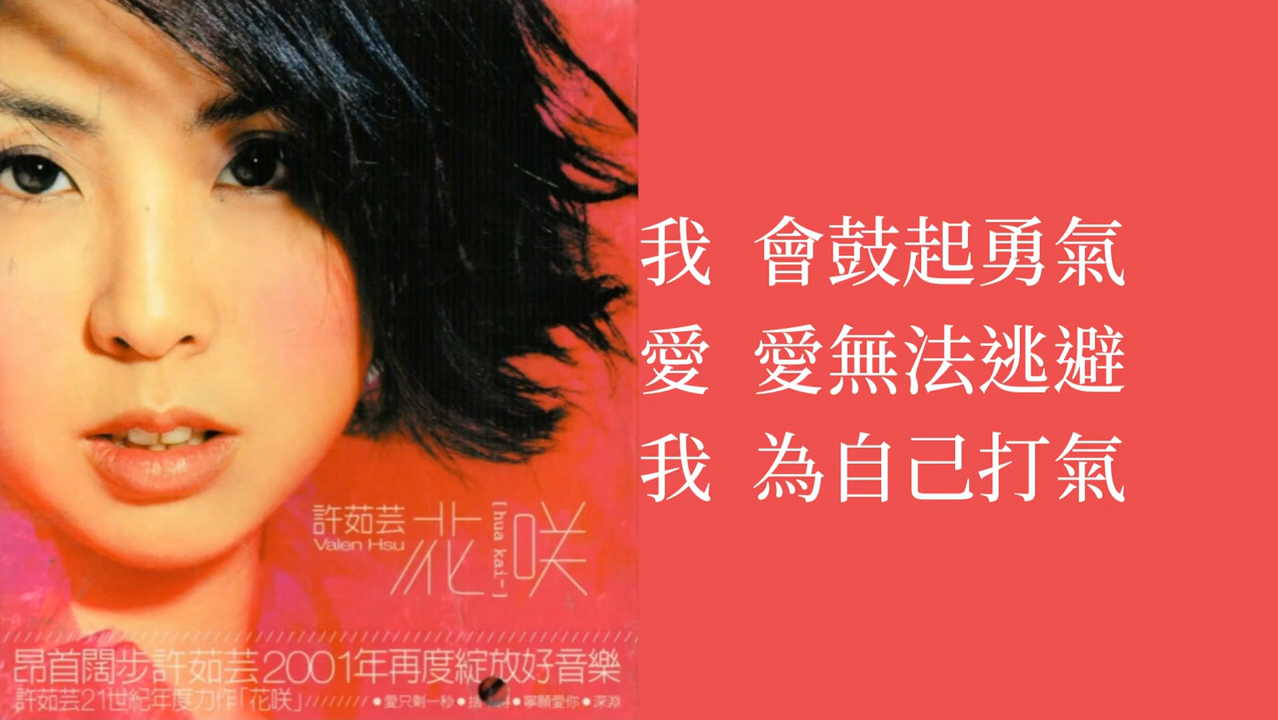 我 會鼓起勇氣
愛 愛無法逃避
我 為自己打氣
許茹芸
Valen Hsu
花咲
[hua kai-]
昂首闊步許茹芸2001年再度綻放好音樂
許茹芸21世紀年度力作「花咲」//////////●愛只剩一秒●捨●寧願愛你●深淵